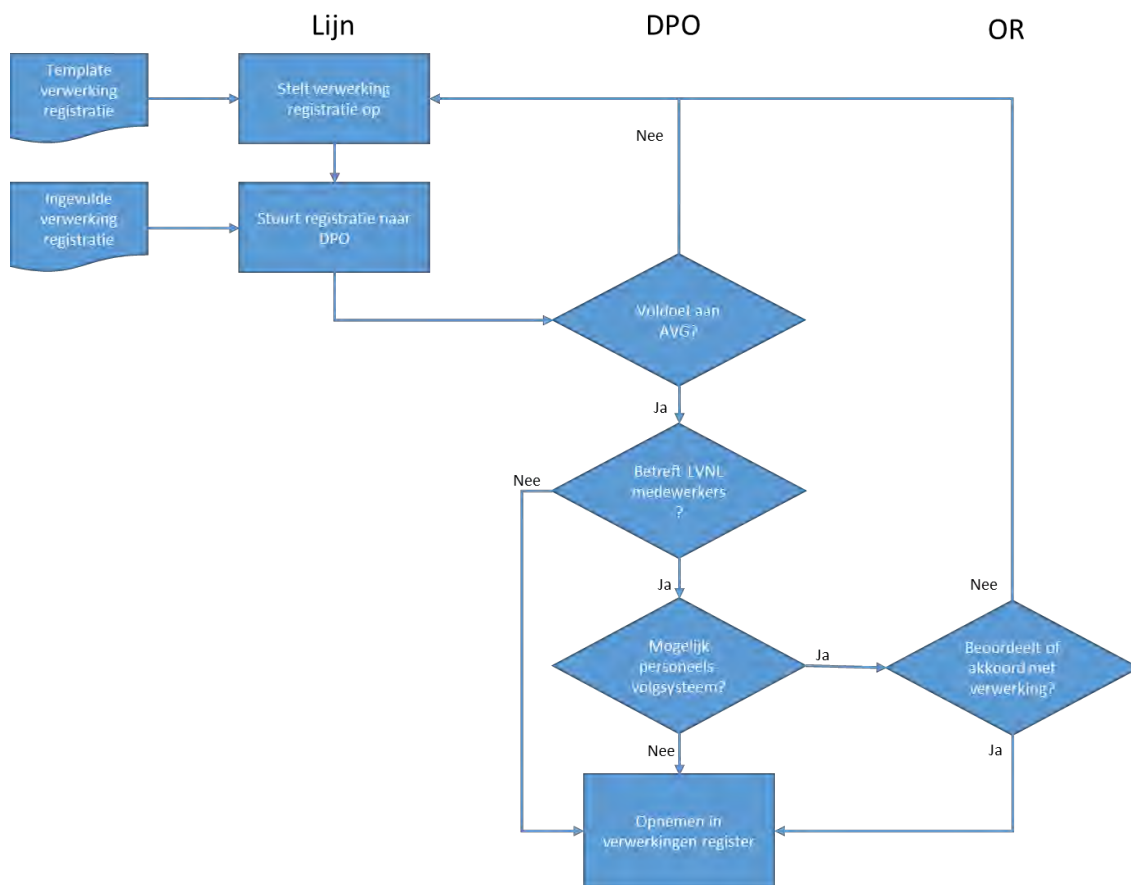 Lijn
DPO
OR
Template
verwerking
registratie
Stelt verwerking
registratie op
Nee
Ingevulde
verwerking
registratie
Stuurt registratie naar
DPO
Voldoet aan
AVG?
Ja
Nee
Betreft LVNL
medewerkers
?
Ja
Nee
Mogelijk
personeels
volgsysteem?
Ja
Beoordeelt of
akkoord met
verwerking?
Nee
Ja
Opnemen in
verwerkingen register